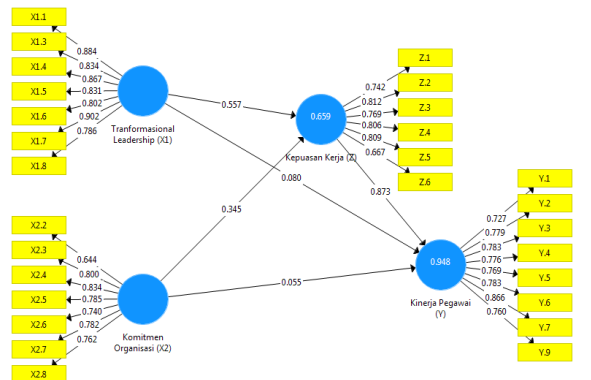 X1.1
X1.3
X1.4
X1.5
X1.6
X1.7
X1.8
0.884
0.834
0.867
0.831
0.802
0.902
0.786
Tranformasional
Leadership (X1)
0.557
0.080
0.659
Kepuasan Kerja (Z)
0.742
0.812
0.769
0.806
0.809
0.667
Z.1
Z.2
Z.3
Z.4
Z.5
Z.6
0.345
0.873
0.055
X2.2
X2.3
X2.4
X2.5
X2.6
X2.7
X2.8
0.644
0.800
0.834
0.785
0.740
0.782
0.762
Komitmen
Organisasi (X2)
0.948
Kinerja Pegawai
(Y)
0.727
0.779
0.783
0.776
0.769
0.783
0.866
0.760
Y.1
Y.2
Y.3
Y.4
Y.5
Y.6
Y.7
Y.9